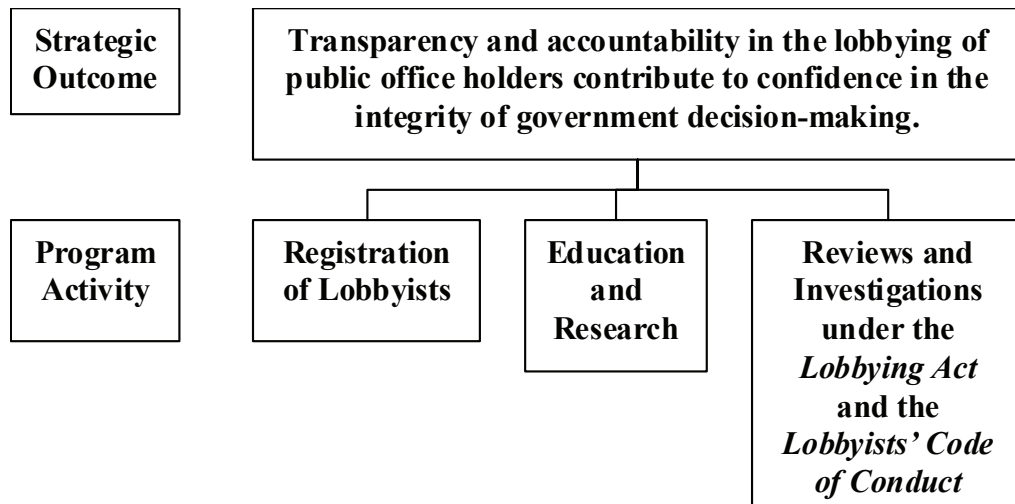 Strategic
Outcome
Transparency and accountability in the lobbying of
public office holders contribute to confidence in the
integrity of government decision-making.
Program
Activity
Registration
of Lobbyists
Education
and
Research
Reviews and
Investigations
under the
Lobbying Act
and the
Lobbyists’ Code
of Conduct